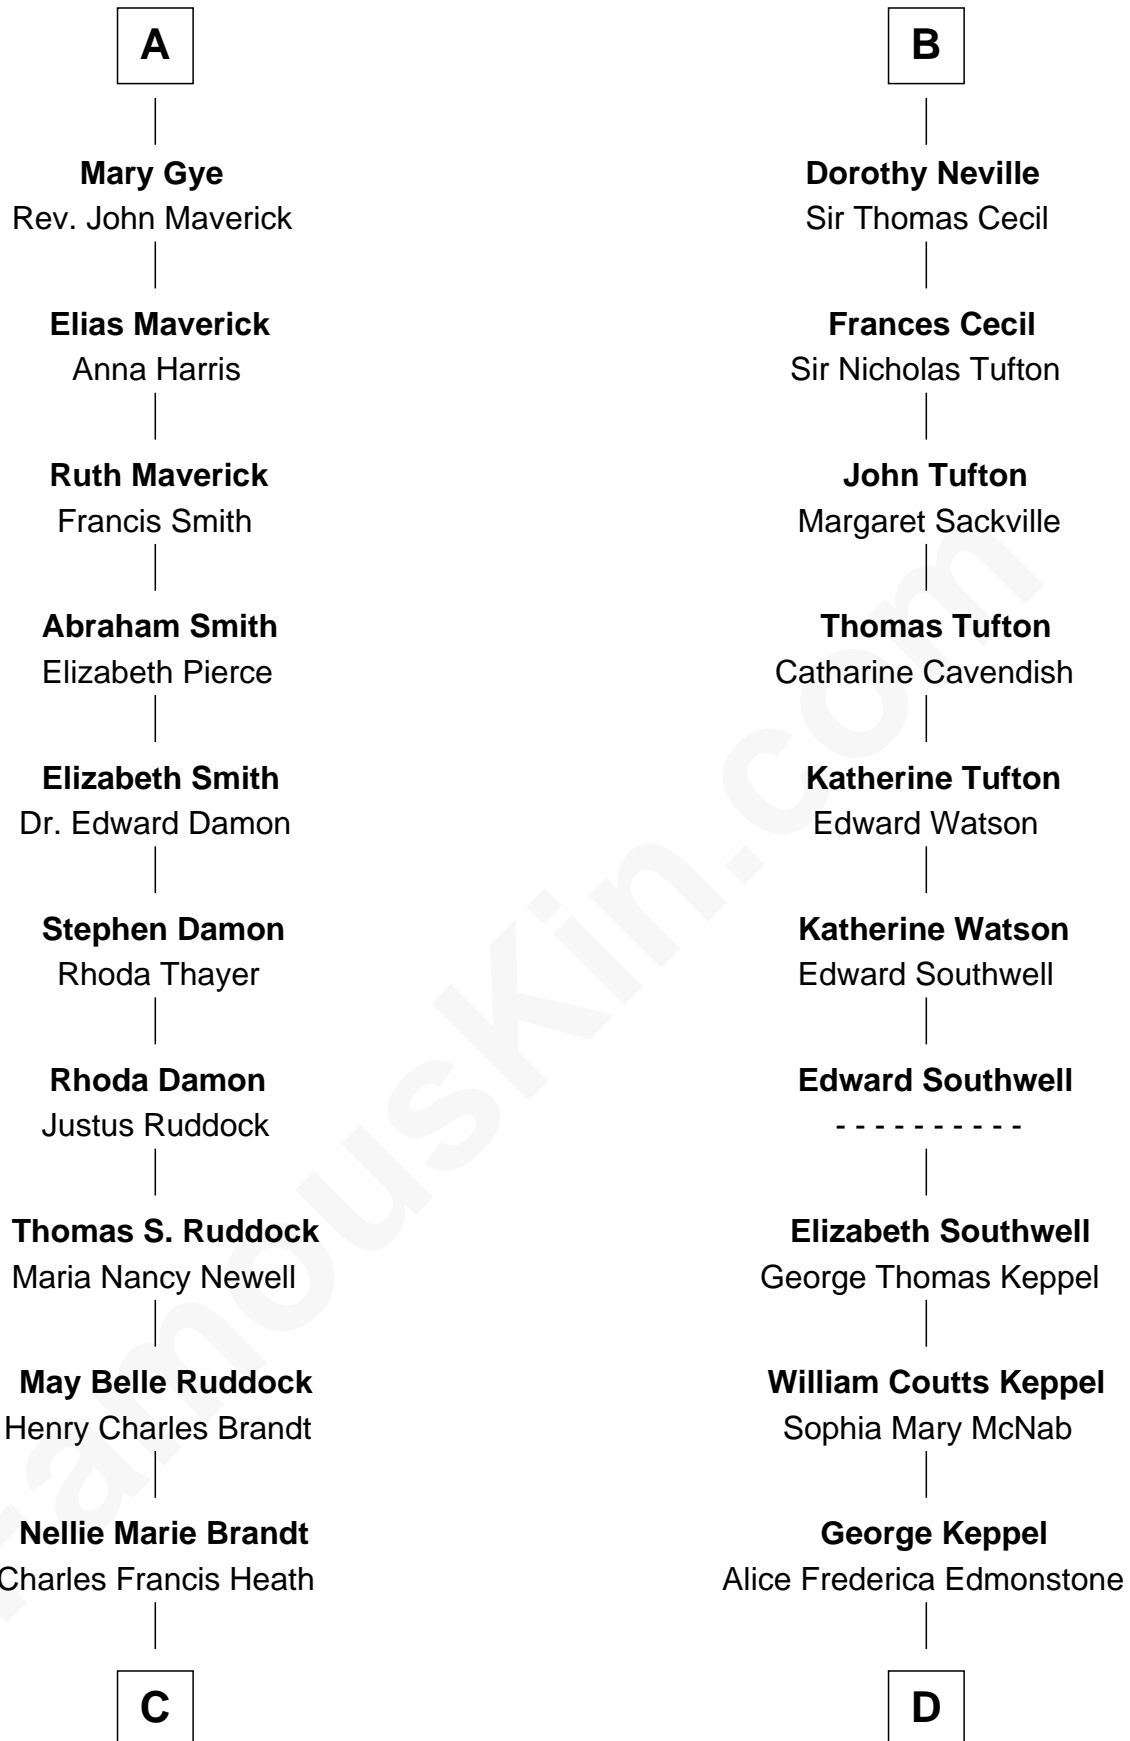 A
Mary Gye
Rev. John Maverick
Elias Maverick
Anna Harris
Ruth Maverick
Francis Smith
Abraham Smith
Elizabeth Pierce
Elizabeth Smith
Dr. Edward Damon
Stephen Damon
Rhoda Thayer
Rhoda Damon
Justus Ruddock
Thomas S. Ruddock
Maria Nancy Newell
May Belle Ruddock
Henry Charles Brandt
Nellie Marie Brandt
Charles Francis Heath
C
B
Dorothy Neville
Sir Thomas Cecil
Frances Cecil
Sir Nicholas Tufton
John Tufton
Margaret Sackville
Thomas Tufton
Catharine Cavendish
Katherine Tufton
Edward Watson
Katherine Watson
Edward Southwell
Edward Southwell
- - - - - - - - - -
Elizabeth Southwell
George Thomas Keppel
William Coutts Keppel
Sophia Mary McNab
George Keppel
Alice Frederica Edmonstone
D
FamousKin.com